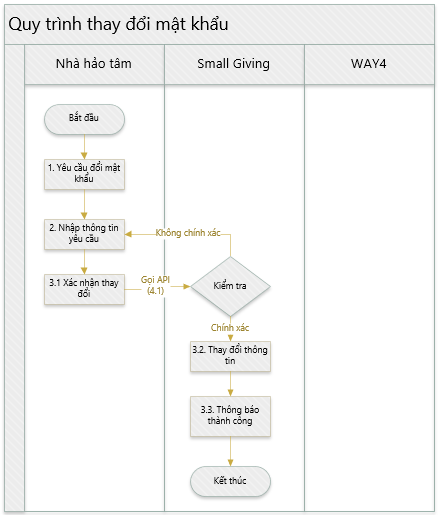 Quy trình thay đổi mật khẩu
Nhà hảo tâm
Small Giving
WAY4
Bắt đầu
1. Yêu cầu đổi mật
khẩu
2. Nhập thông tin
yêu cầu
Không chính xác
3.1 Xác nhận thay
đổi
Gọi API
(4.1)
Kiểm tra
Chính xác
3.2. Thay đổi thông
tin
3.3. Thông báo
thành công
Kết thúc